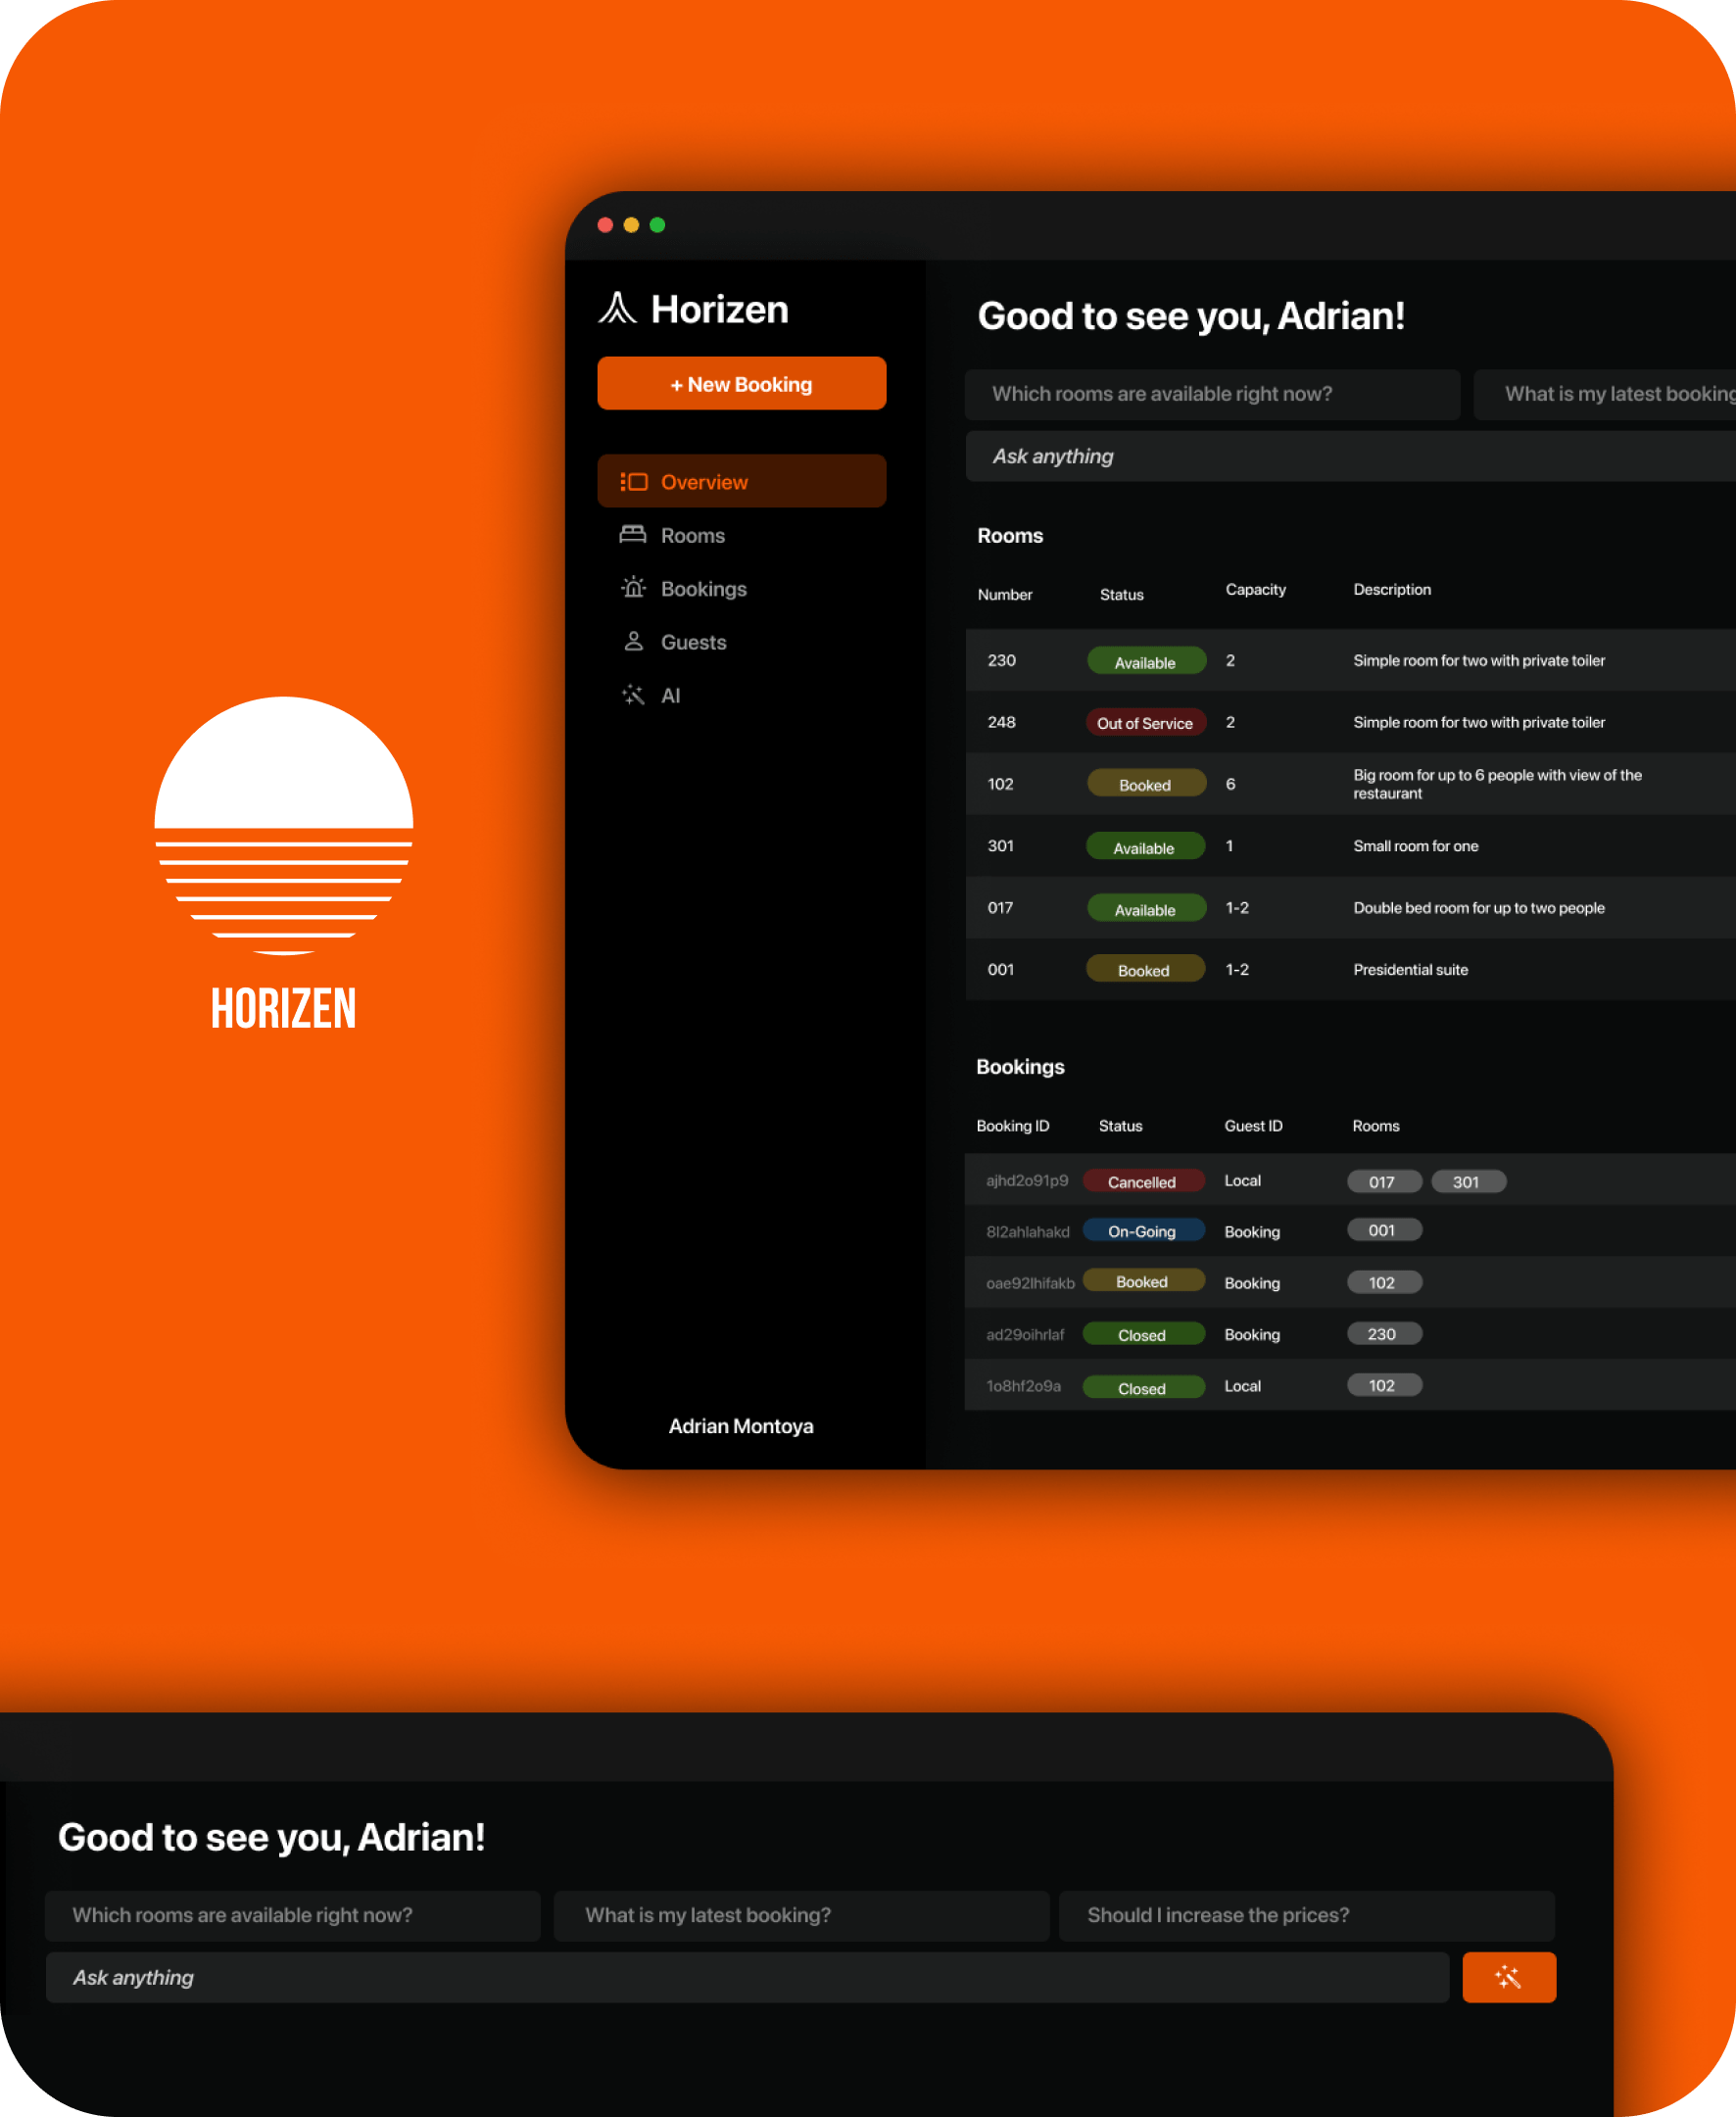 HORIZEN
Horizen
+ New Booking
Overview
Rooms
Bookings
Guests
AI
Adrian Montoya
Good to see you, Adrian!
Which rooms are available right now? What is my latest booking
Ask anything
Rooms
Number Status Capacity Description
230 Available 2 Simple room for two with private toiler
248 Out of Service 2 Simple room for two with private toiler
102 Booked 6 Big room for up to 6 people with view of the
restaurant
301 Available 1 Small room for one
017 Available 1-2 Double bed room for up to two people
001 Booked 1-2 Presidential suite
Bookings
Booking ID Status Guest ID Rooms
ajhd2o91p9 Cancelled Local 017 301
8l2ahlahakd On-Going Booking 001
oae92lhifakb Booked Booking 102
ad29oihrlaf Closed Booking 230
1o8hf2o9a Closed Local 102
Good to see you, Adrian!
Which rooms are available right now? What is my latest booking? Should I increase the prices?
Ask anything